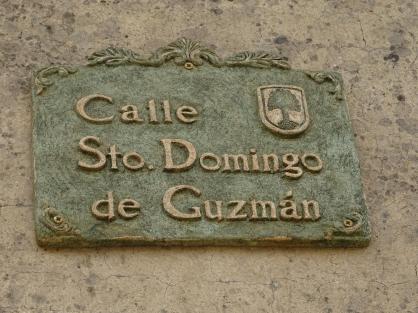 Calle
Sto. Domingo
de Guzmán